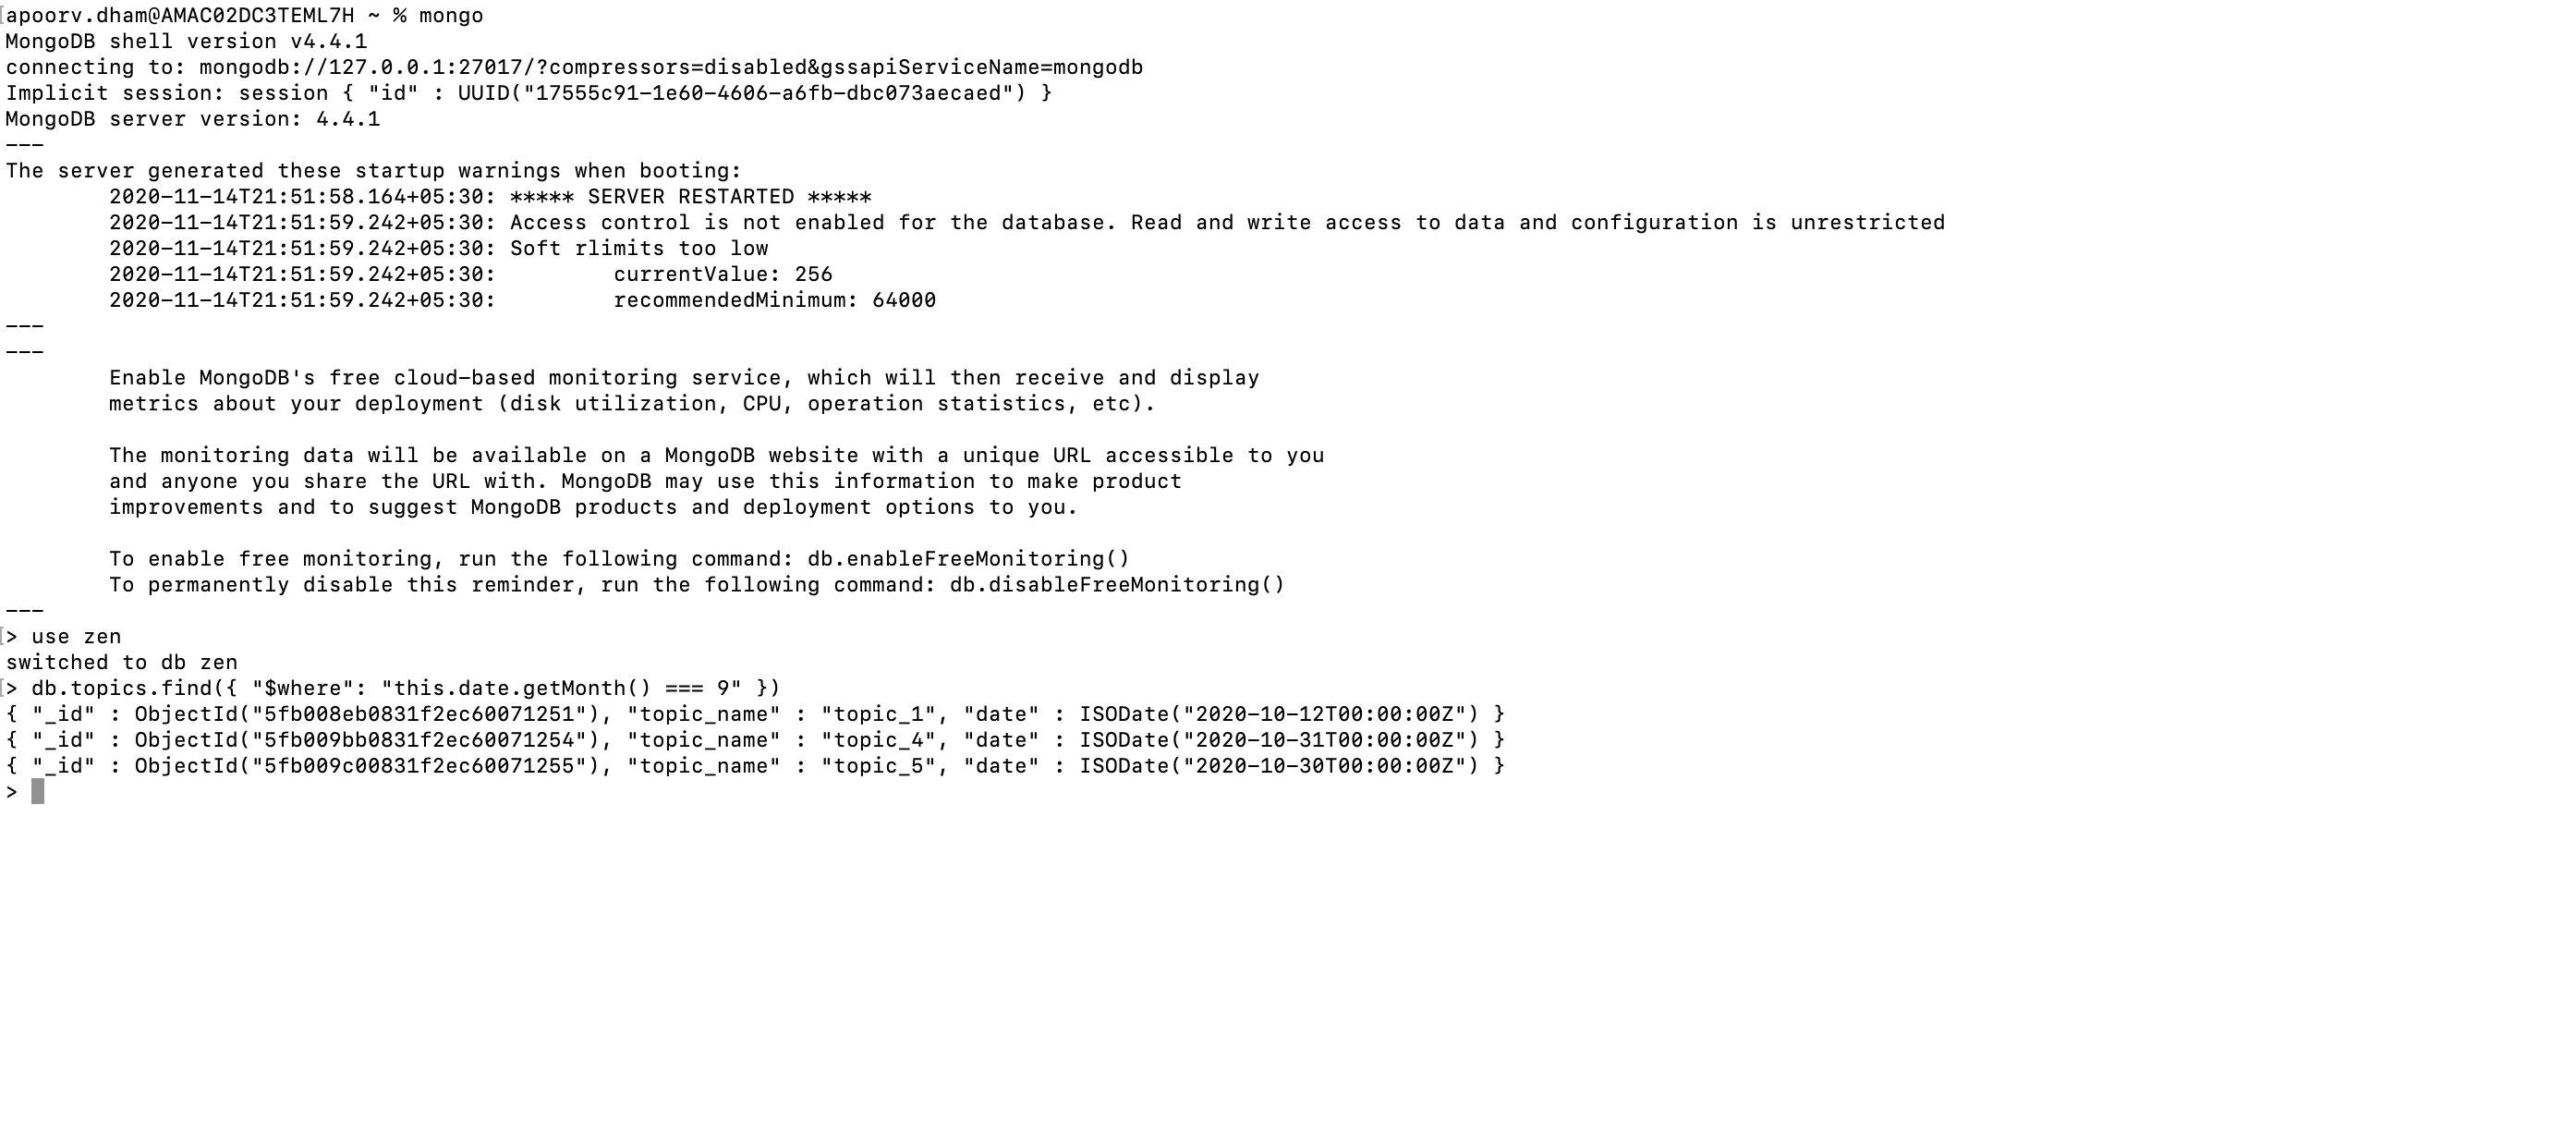 apoorv.dham@AMAC02DC3TEML7H ~ % mongo
MongoDB shell version v4.4.1
connecting to: mongodb://127.0.0.1:27017/?compressors=disabled&gssapiServiceName=mongodb
Implicit session: session { "id" : UUID("17555c91-1e60-4606-a6fb-dbc073aecaed") }
MongoDB server version: 4.4.1
---
The server generated these startup warnings when booting:
        2020-11-14T21:51:58.164+05:30: ***** SERVER RESTARTED *****
        2020-11-14T21:51:59.242+05:30: Access control is not enabled for the database. Read and write access to data and configuration is unrestricted
        2020-11-14T21:51:59.242+05:30: Soft rlimits too low
        2020-11-14T21:51:59.242+05:30:         currentValue: 256
        2020-11-14T21:51:59.242+05:30:         recommendedMinimum: 64000
---
---
        Enable MongoDB's free cloud-based monitoring service, which will then receive and display
        metrics about your deployment (disk utilization, CPU, operation statistics, etc).

        The monitoring data will be available on a MongoDB website with a unique URL accessible to you
        and anyone you share the URL with. MongoDB may use this information to make product
        improvements and to suggest MongoDB products and deployment options to you.

        To enable free monitoring, run the following command: db.enableFreeMonitoring()
        To permanently disable this reminder, run the following command: db.disableFreeMonitoring()
---
> use zen
switched to db zen
> db.topics.find({ "$where": "this.date.getMonth() === 9" })
{ "_id" : ObjectId("5fb008eb0831f2ec60071251"), "topic_name" : "topic_1", "date" : ISODate("2020-10-12T00:00:00Z") }
{ "_id" : ObjectId("5fb009bb0831f2ec60071254"), "topic_name" : "topic_4", "date" : ISODate("2020-10-31T00:00:00Z") }
{ "_id" : ObjectId("5fb009c00831f2ec60071255"), "topic_name" : "topic_5", "date" : ISODate("2020-10-30T00:00:00Z") }
>